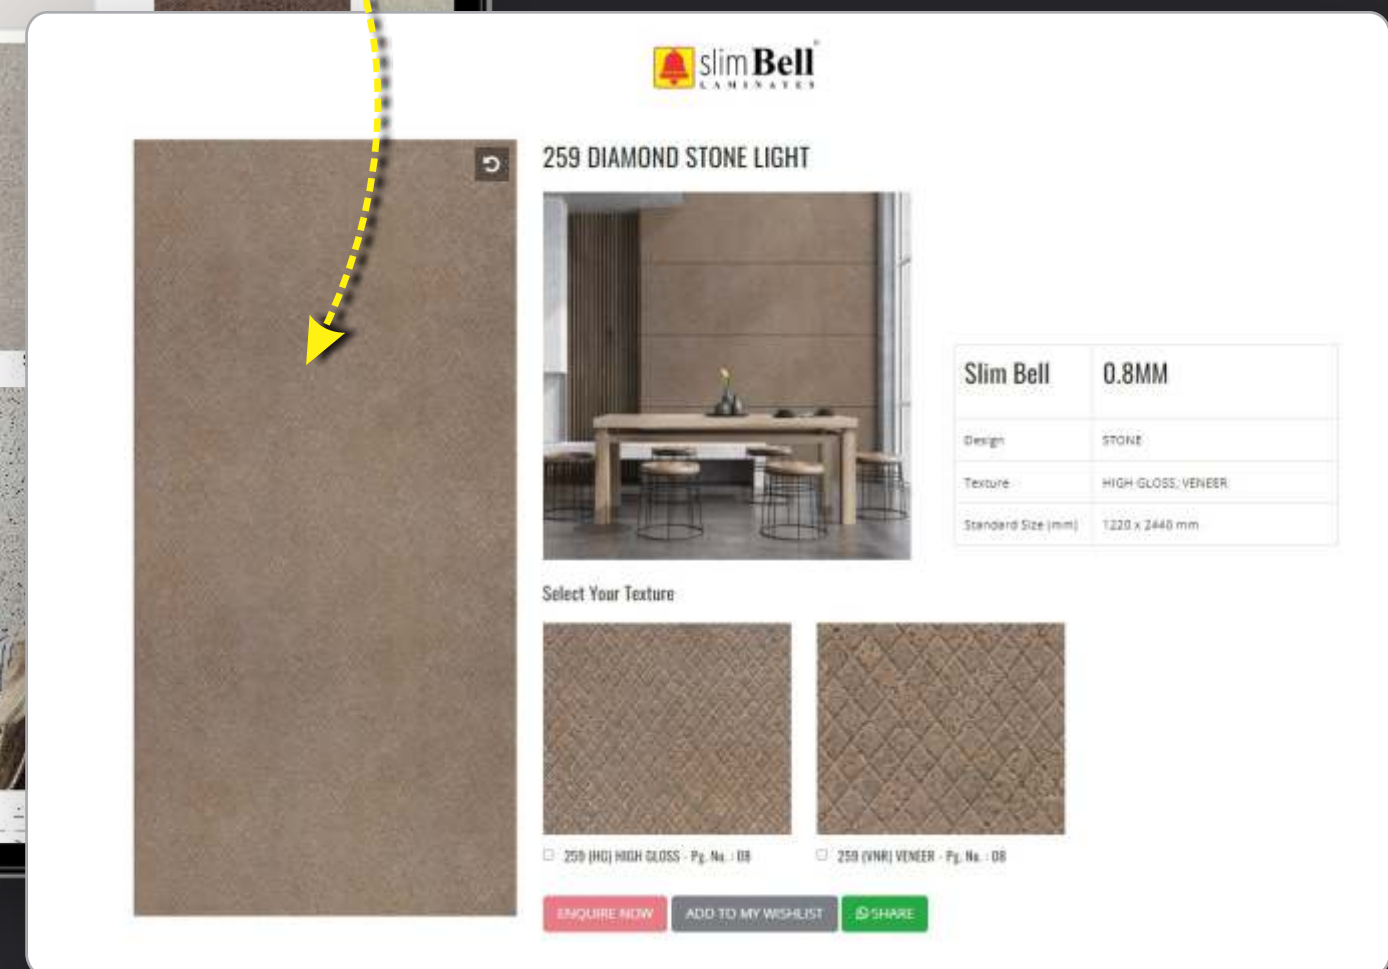 slim Bell
LAMINATES
259 DIAMOND STONE LIGHT
Slim Bell 0.8MM
Design STONE
Texture HIGH GLOSS, VENEER
Standard Size (mm) 1220 x 2440 mm
Select Your Texture
259 (HG) HIGH GLOSS - Pg. No. : 08
259 (VNR) VENEER - Pg. No. : 08
ENQUIRE NOW
ADD TO MY WISHLIST
SHARE